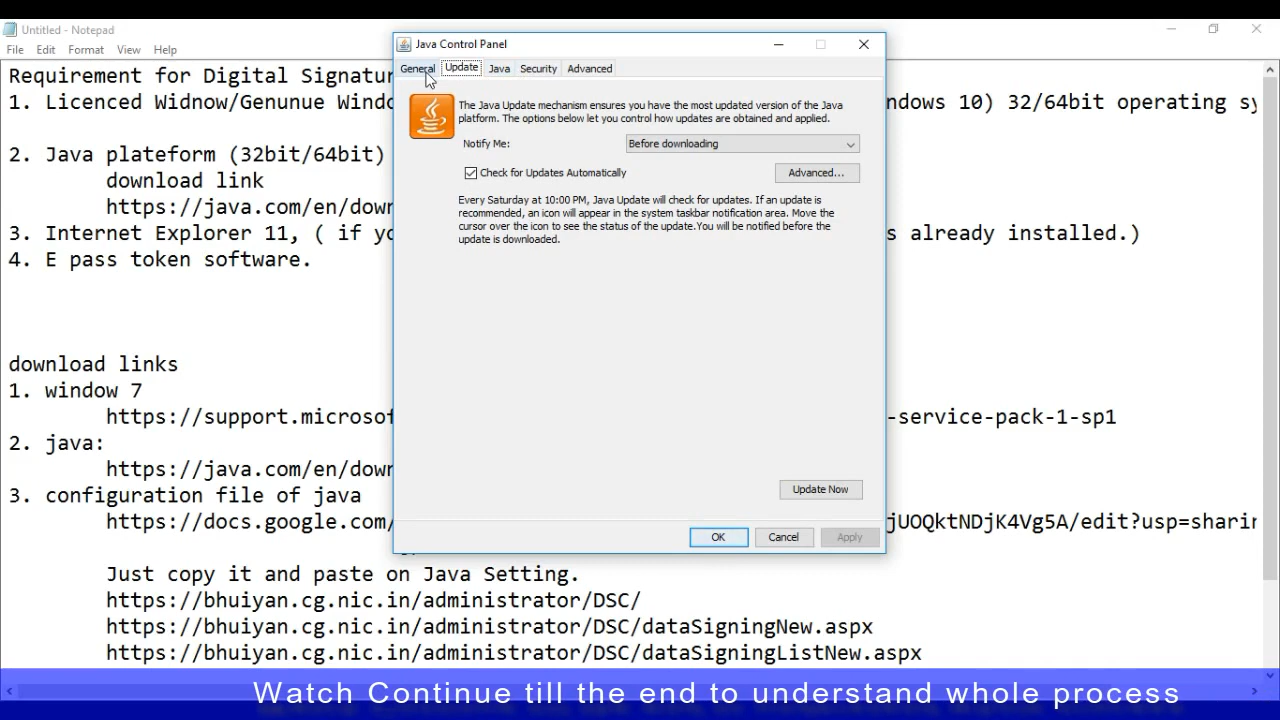 Untitled - Notepad
File Edit Format View Help
Requirement for Digital Signatur
1. Licenced Widnow/Genunue Windo
ndows 10) 32/64bit operating sy
2. Java plateform (32bit/64bit)
download link
https://java.com/en/down
3. Internet Explorer 11, ( if yo
s already installed.)
4. E pass token software.
download links
1. window 7
https://support.microsof
-service-pack-1-sp1
2. java:
https://java.com/en/down
3. configuration file of java
https://docs.google.com/
jUOQktNDjK4Vg5A/edit?usp=sharin
Just copy it and paste on Java Setting.
https://bhuiyan.cg.nic.in/administrator/DSC/
https://bhuiyan.cg.nic.in/administrator/DSC/dataSigningNew.aspx
https://bhuiyan.cg.nic.in/administrator/DSC/dataSigningListNew.aspx
Java Control Panel
General Update Java Security Advanced
The Java Update mechanism ensures you have the most updated version of the Java
platform. The options below let you control how updates are obtained and applied.
Notify Me: Before downloading
Check for Updates Automatically Advanced...
Every Saturday at 10:00 PM, Java Update will check for updates. If an update is
recommended, an icon will appear in the system taskbar notification area. Move the
cursor over the icon to see the status of the update.You will be notified before the
update is downloaded.
Update Now
OK Cancel Apply
Watch Continue till the end to understand whole process